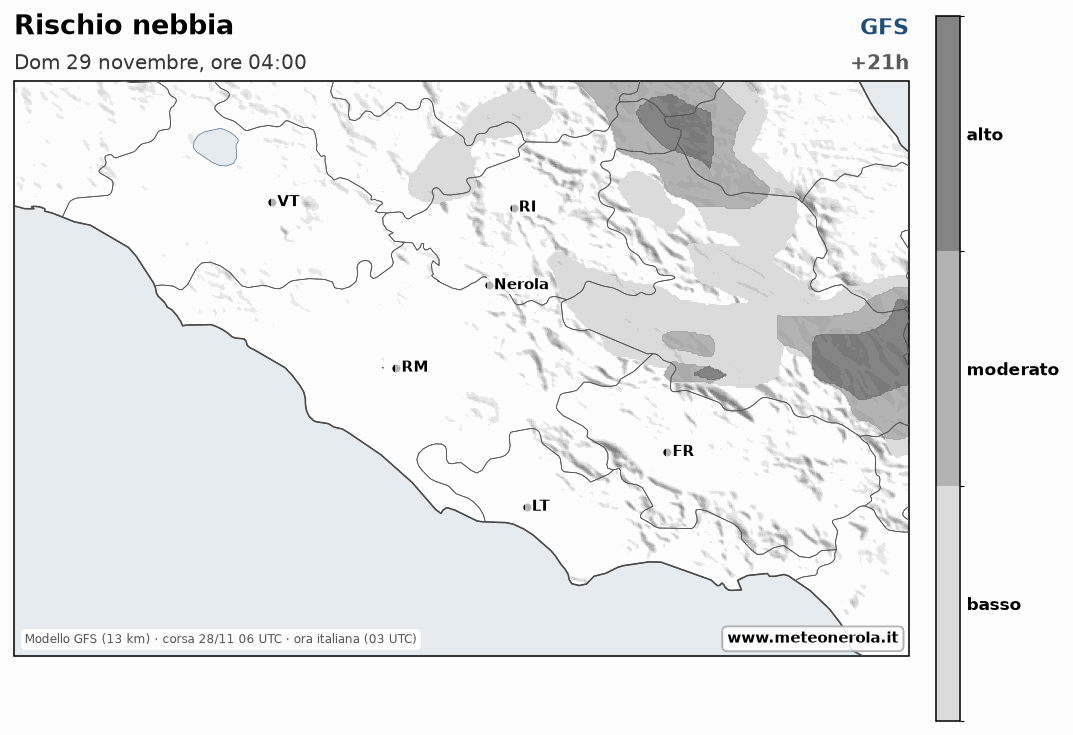 Rischio nebbia
GFS
Dom 29 novembre, ore 04:00
+21h
alto
VT
RI
Nerola
RM
moderato
FR
LT
basso
Modello GFS (13 km) · corsa 28/11 06 UTC · ora italiana (03 UTC)
www.meteonerola.it